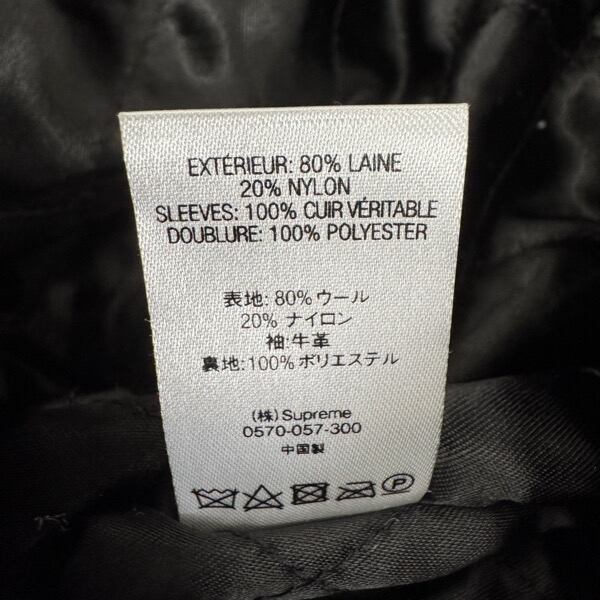 EXTÉRIEUR: 80% LAINE
20% NYLON
SLEEVES: 100% CUIR VÉRITABLE
DOUBLURE: 100% POLYESTER
表地: 80% ウール
20% ナイロン
袖: 牛革
裏地: 100% ポリエステル
(株) Supreme
0570-057-300
中国製
P